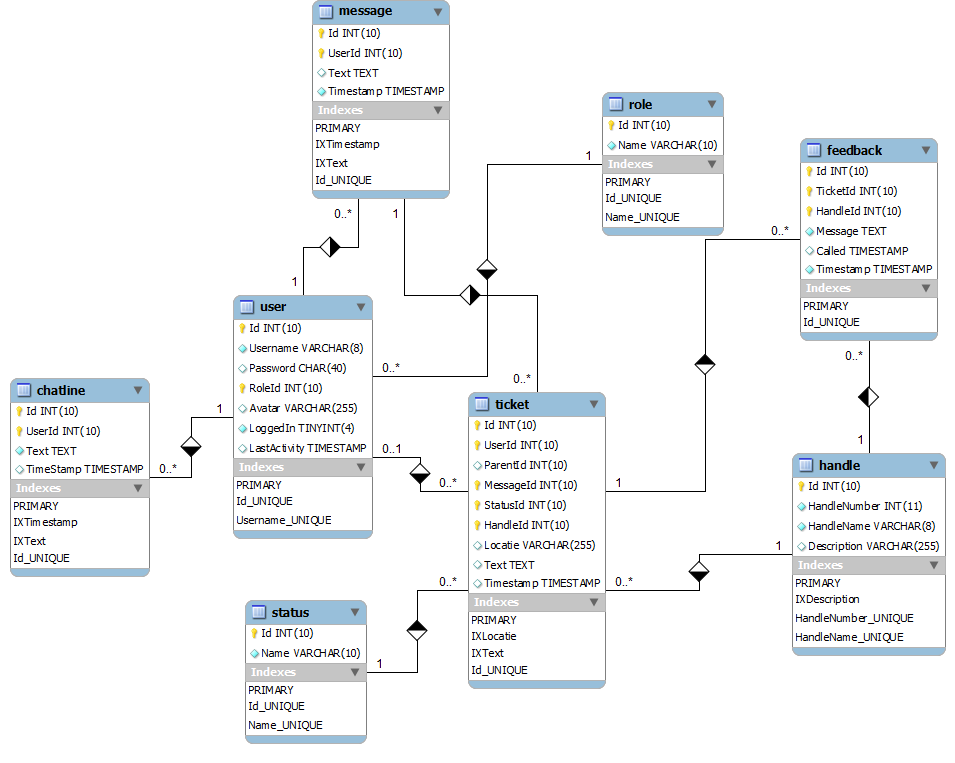 message
Id INT(10)
UserId INT(10)
Text TEXT
Timestamp TIMESTAMP
Indexes
PRIMARY
IXTimestamp
IXText
Id_UNIQUE
role
Id INT(10)
Name VARCHAR(10)
Indexes
PRIMARY
Id_UNIQUE
Name_UNIQUE
feedback
Id INT(10)
TicketId INT(10)
HandleId INT(10)
Message TEXT
Called TIMESTAMP
Timestamp TIMESTAMP
Indexes
PRIMARY
Id_UNIQUE
0..*
1
1
0..*
1
user
Id INT(10)
Username VARCHAR(8)
Password CHAR(40)
RoleId INT(10)
Avatar VARCHAR(255)
LoggedIn TINYINT(4)
LastActivity TIMESTAMP
Indexes
PRIMARY
Id_UNIQUE
Username_UNIQUE
0..*
0..*
0..1
0..*
0..*
chatline
Id INT(10)
UserId INT(10)
Text TEXT
TimeStamp TIMESTAMP
Indexes
PRIMARY
IXTimestamp
IXText
Id_UNIQUE
1
0..*
ticket
Id INT(10)
UserId INT(10)
ParentId INT(10)
MessageId INT(10)
StatusId INT(10)
HandleId INT(10)
Locatie VARCHAR(255)
Text TEXT
Timestamp TIMESTAMP
Indexes
PRIMARY
IXLocatie
IXText
Id_UNIQUE
1
1
1
0..*
handle
Id INT(10)
HandleNumber INT(11)
HandleName VARCHAR(8)
Description VARCHAR(255)
Indexes
PRIMARY
IXDescription
HandleNumber_UNIQUE
HandleName_UNIQUE
status
Id INT(10)
Name VARCHAR(10)
Indexes
PRIMARY
Id_UNIQUE
Name_UNIQUE
0..*
1